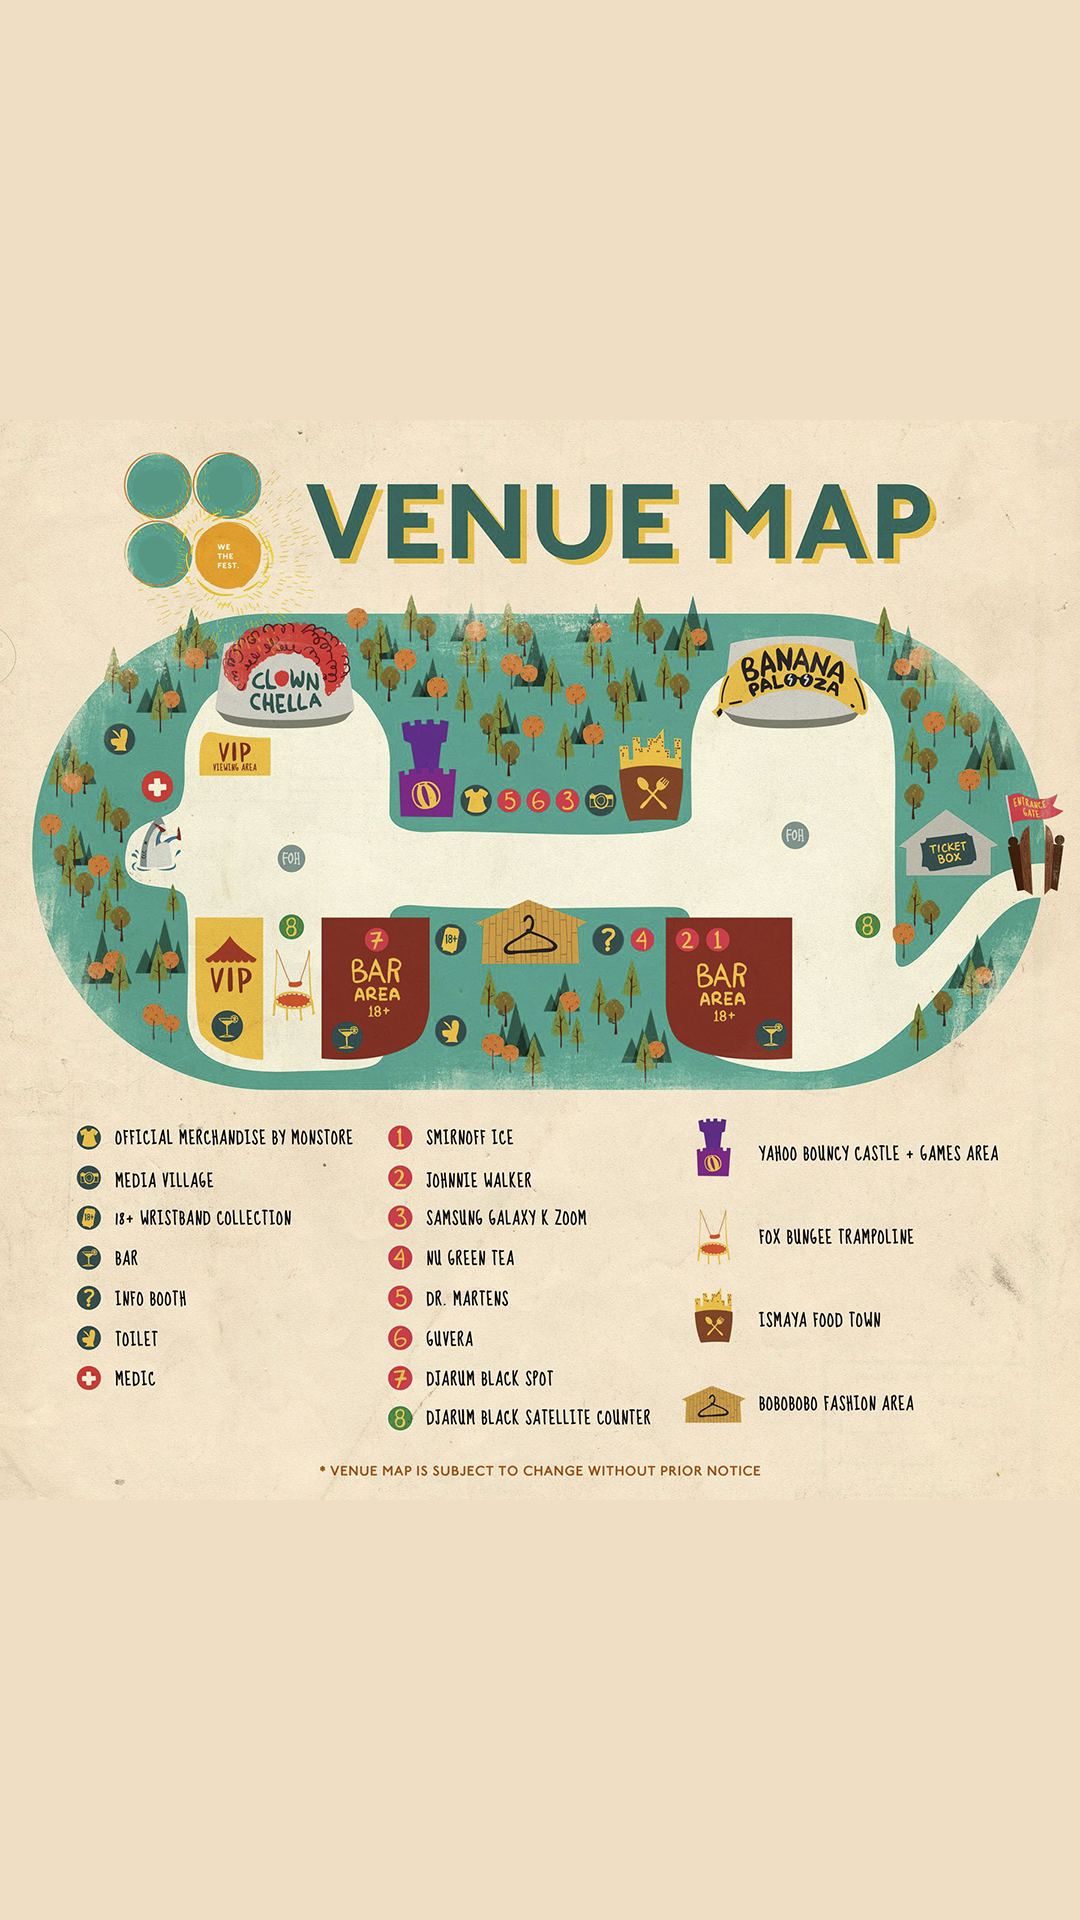 WE
THE
FEST.
VENUE MAP
CLOWN
CHELLA
BANANA
PALOOZA
VIP
VIEWING AREA
5 6 3
ENTRANCE
GATE
FOH
FOH
TICKET
BOX
8
7
18+
? 4
2 1
8
VIP
BAR
AREA
18+
BAR
AREA
18+
OFFICIAL MERCHANDISE BY MONSTORE
MEDIA VILLAGE
18+ 18+ WRISTBAND COLLECTION
BAR
? INFO BOOTH
TOILET
MEDIC
1 SMIRNOFF ICE
2 JOHNNIE WALKER
3 SAMSUNG GALAXY K ZOOM
4 NU GREEN TEA
5 DR. MARTENS
6 GUVERA
7 DJARUM BLACK SPOT
8 DJARUM BLACK SATELLITE COUNTER
YAHOO BOUNCY CASTLE + GAMES AREA
FOX BUNGEE TRAMPOLINE
ISMAYA FOOD TOWN
BOBOBOBO FASHION AREA
* VENUE MAP IS SUBJECT TO CHANGE WITHOUT PRIOR NOTICE